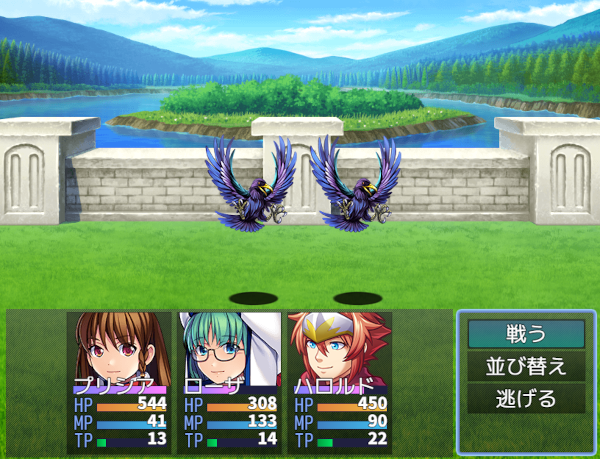 戦う
並び替え
逃げる
プリシア ローザ ハロルド
HP 544 HP 308 HP 450
MP 41 MP 133 MP 90
TP 13 TP 14 TP 22